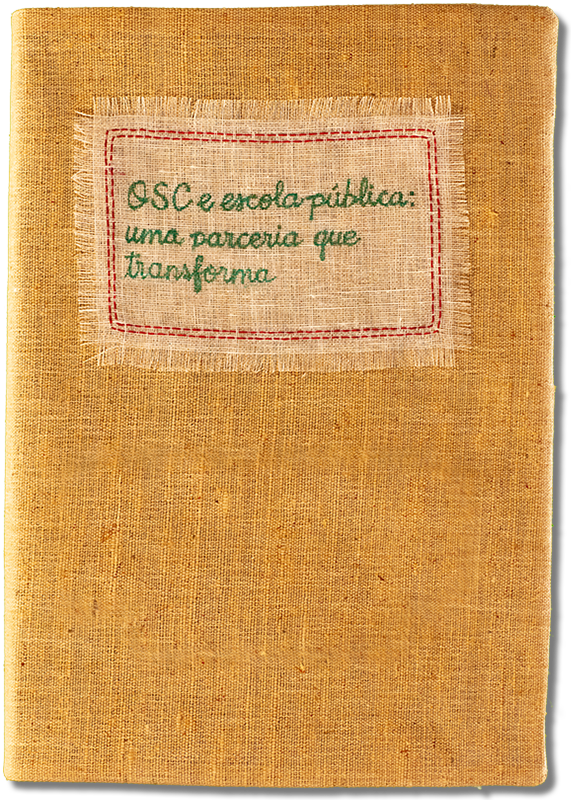 OSC e escola pública:
uma parceria que
transforma